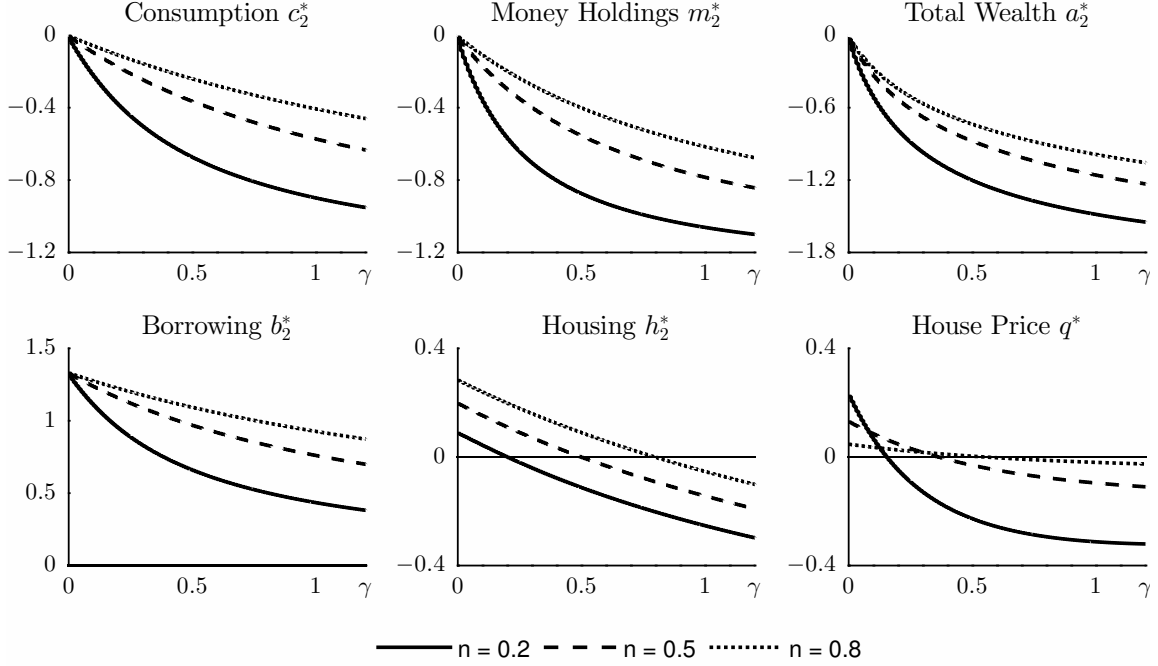 Consumption c₂* Money Holdings m₂* Total Wealth a₂*
0 0 0
−0.4 −0.4 −0.6
−0.8 −0.8 −1.2
−1.2 −1.2 −1.8
0 0.5 1 γ 0 0.5 1 γ 0 0.5 1 γ
Borrowing b₂* Housing h₂* House Price q*
1.5 0.4 0.4
1
0 0
0.5
0 −0.4 −0.4
0 0.5 1 γ 0 0.5 1 γ 0 0.5 1 γ
n = 0.2 n = 0.5 n = 0.8